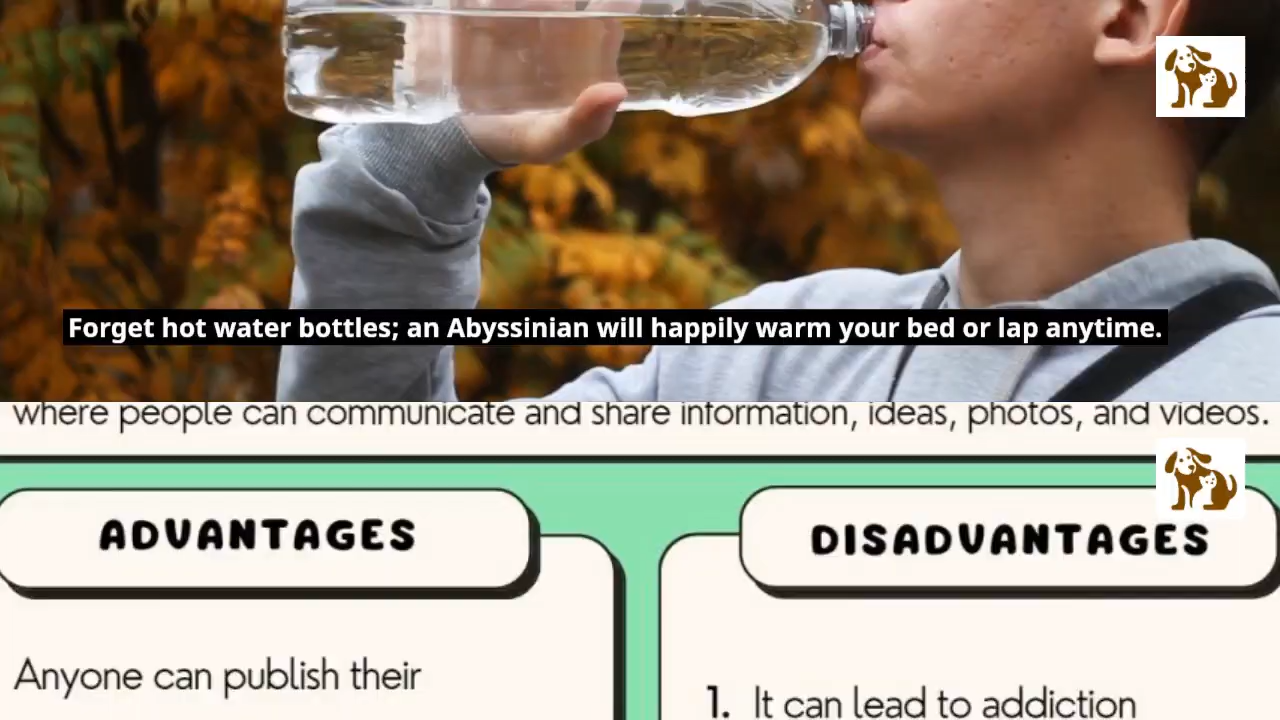 Forget hot water bottles; an Abyssinian will happily warm your bed or lap anytime.
where people can communicate and share information, ideas, photos, and videos.
ADVANTAGES
DISADVANTAGES
Anyone can publish their
1. It can lead to addiction